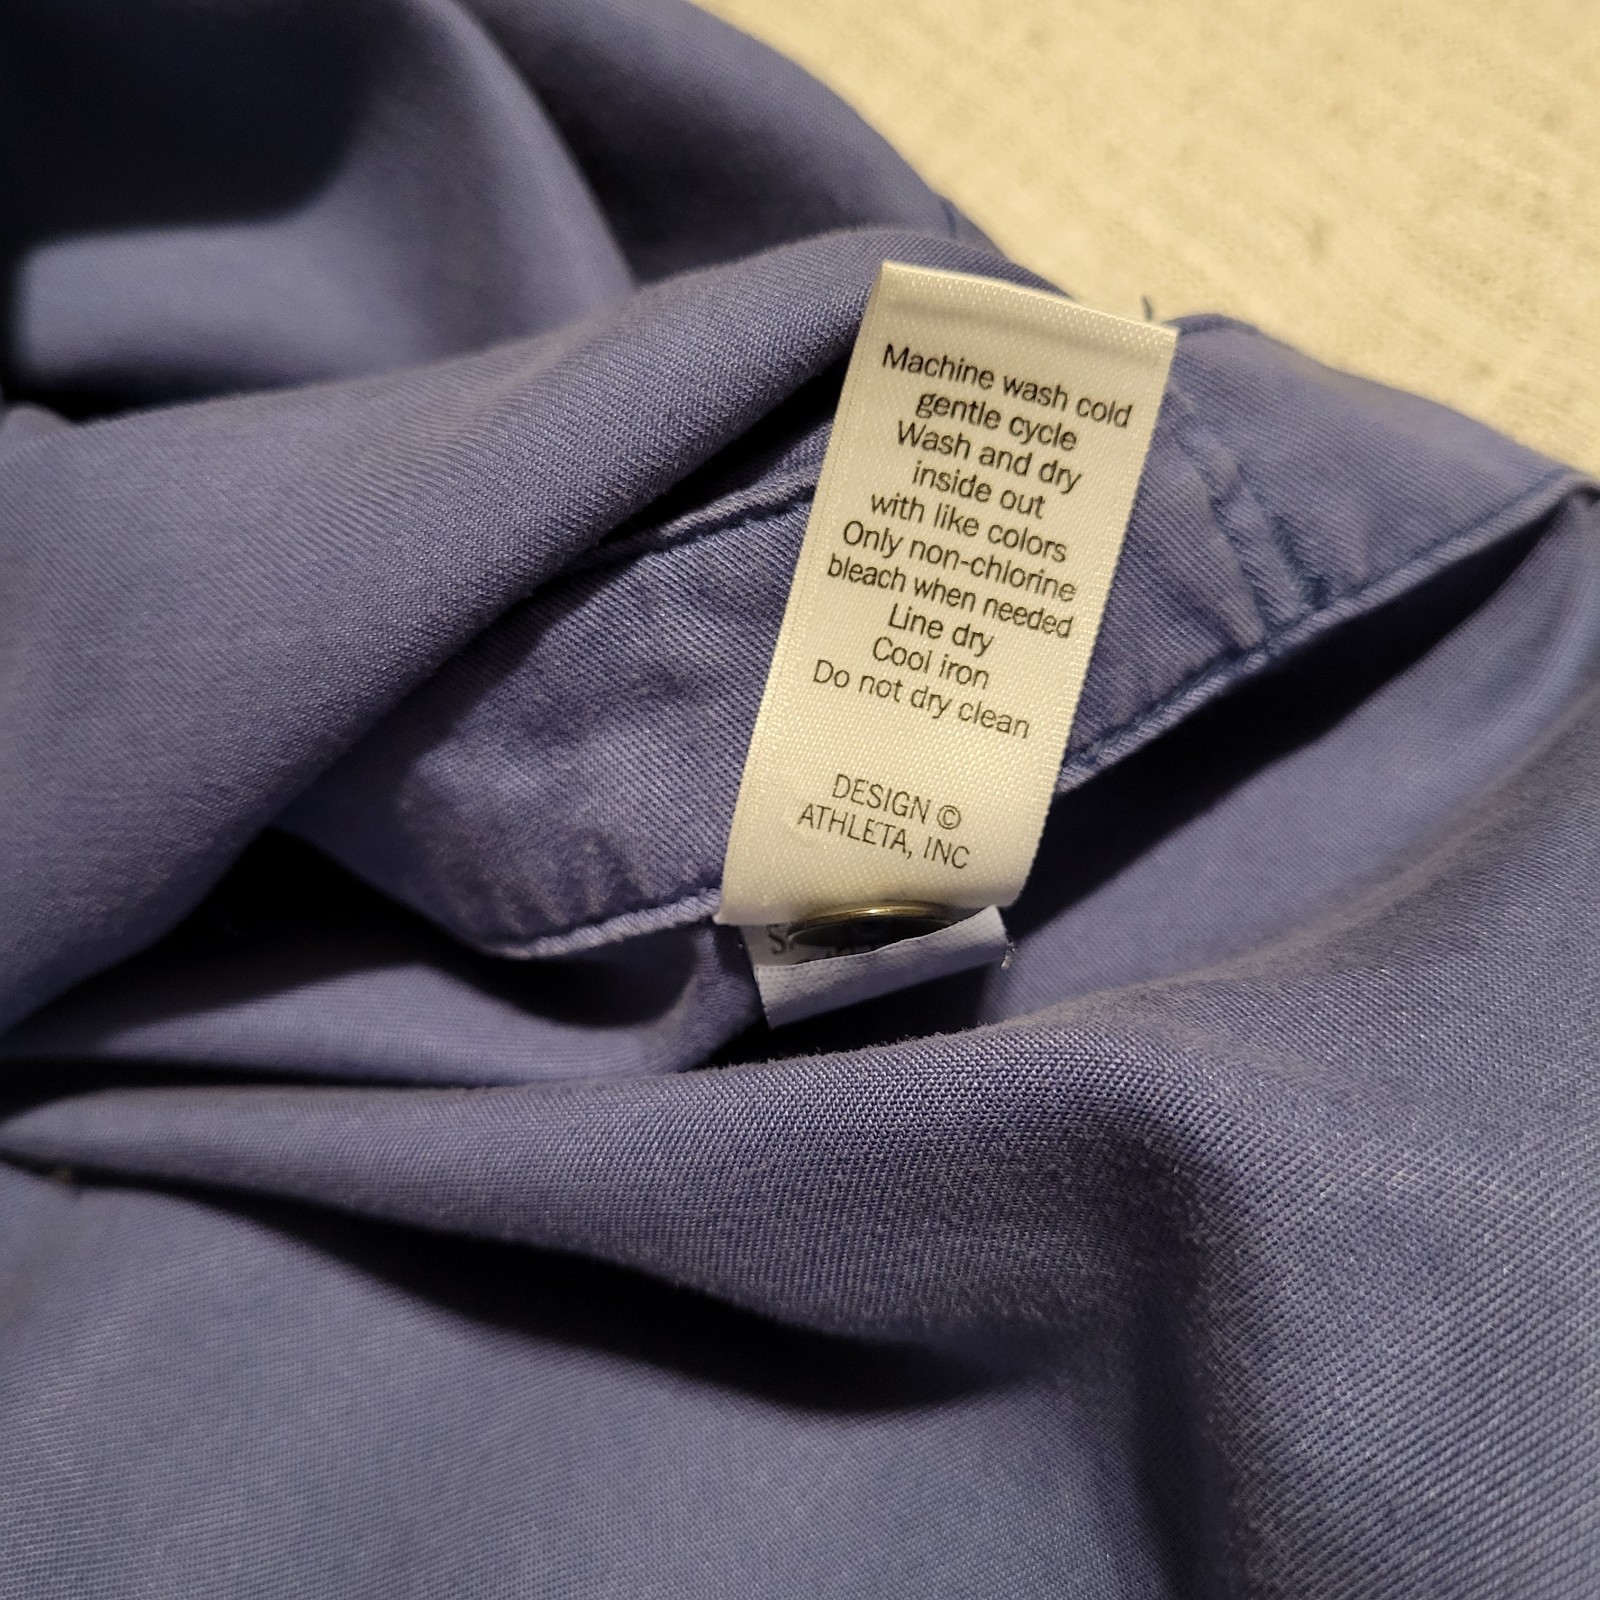 Machine wash cold
gentle cycle
Wash and dry
inside out
with like colors
Only non-chlorine
bleach when needed
Line dry
Cool iron
Do not dry clean
DESIGN ©
ATHLETA, INC